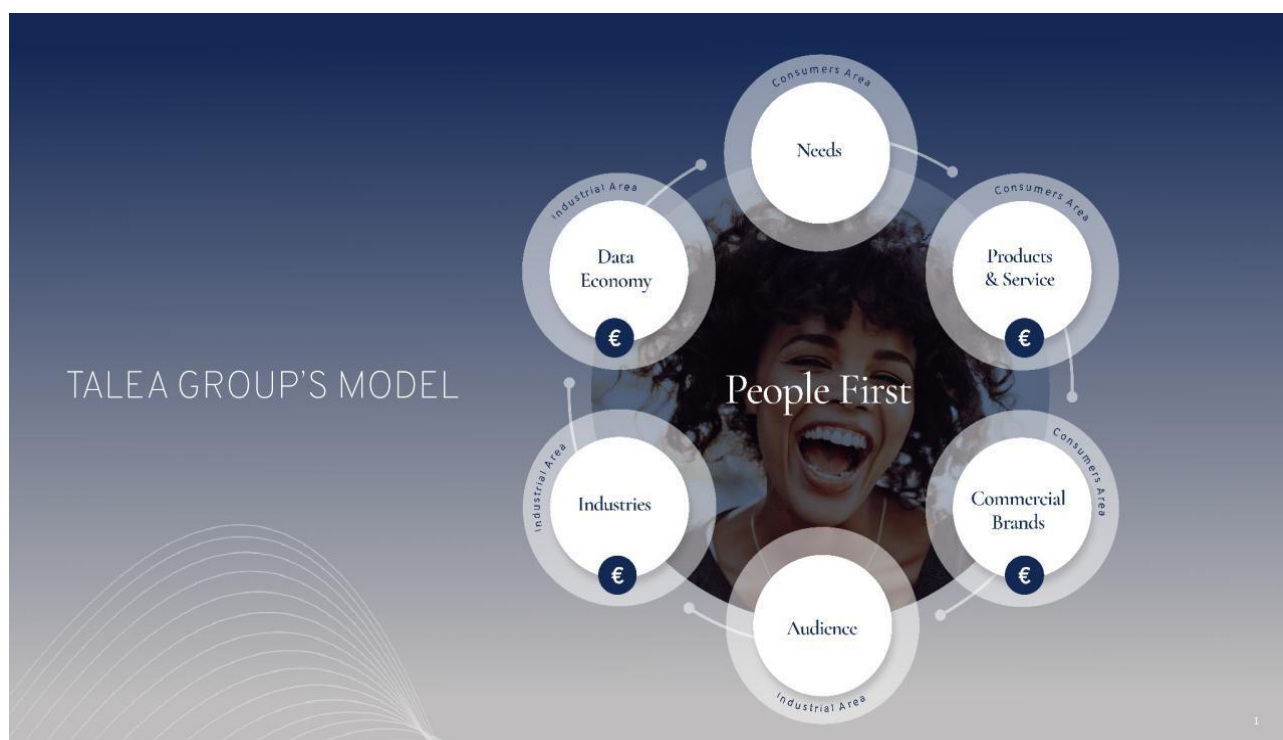 TALEA GROUP'S MODEL
People First
Consumers Area
Needs
Consumers Area
Products
& Service
€
Consumers Area
Commercial
Brands
€
Audience
Industrial Area
Industrial Area
Industries
€
Industrial Area
Data
Economy
€
1